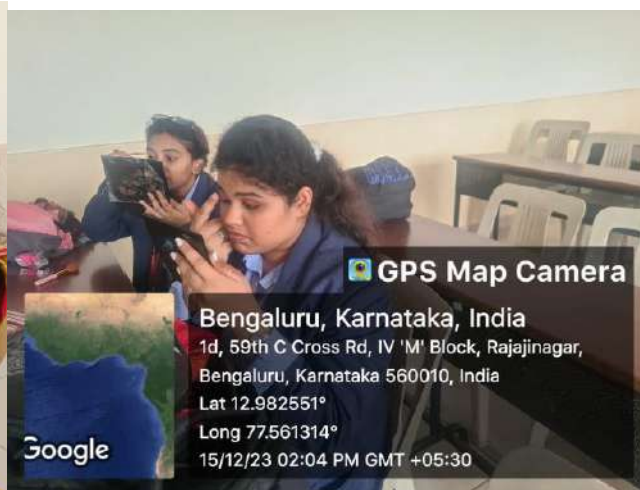 GPS Map Camera
Bengaluru, Karnataka, India
1d, 59th C Cross Rd, IV 'M' Block, Rajajinagar,
Bengaluru, Karnataka 560010, India
Lat 12.982551°
Long 77.561314°
15/12/23 02:04 PM GMT +05:30
Google